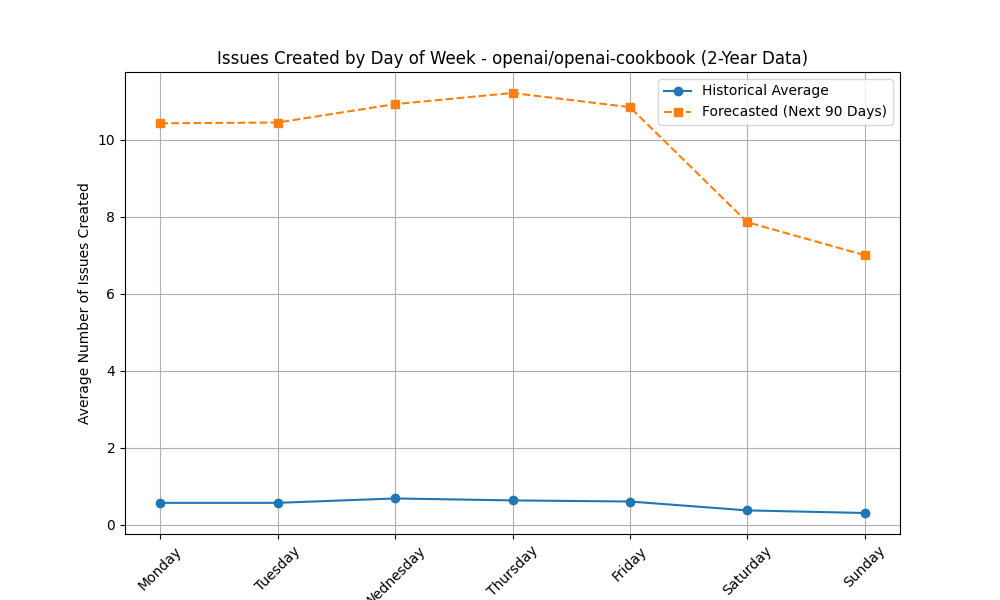 Issues Created by Day of Week - openai/openai-cookbook (2-Year Data)
Historical Average
Forecasted (Next 90 Days)
Average Number of Issues Created
10
8
6
4
2
0
Monday
Tuesday
Wednesday
Thursday
Friday
Saturday
Sunday